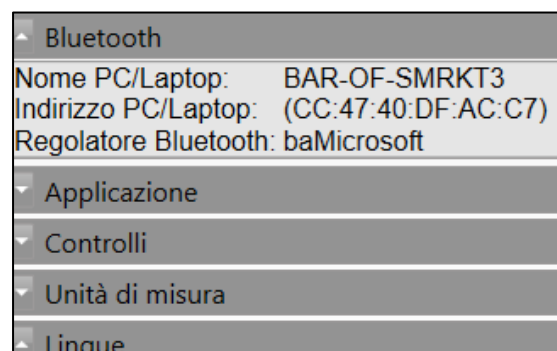 Bluetooth
Nome PC/Laptop: BAR-OF-SMRKT3
Indirizzo PC/Laptop: (CC:47:40:DF:AC:C7)
Regolatore Bluetooth: baMicrosoft
Applicazione
Controlli
Unità di misura
Lingue